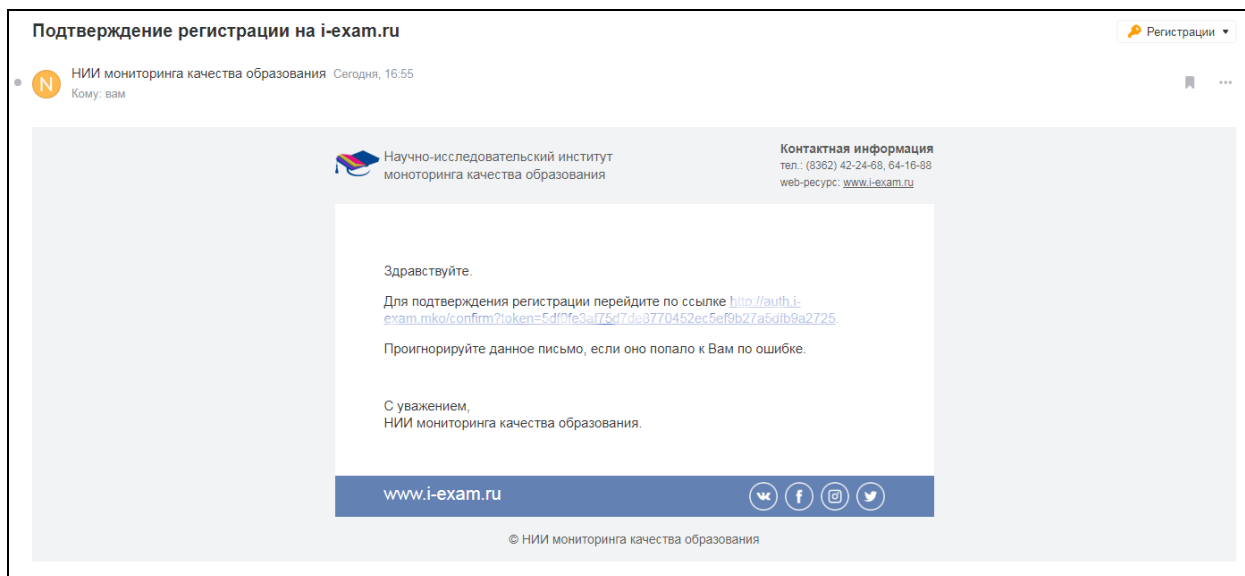 Подтверждение регистрации на i-exam.ru
Регистрации
N
НИИ мониторинга качества образования Сегодня, 16:55
Кому: вам
Научно-исследовательский институт
моноторинга качества образования
Контактная информация
тел.: (8362) 42-24-68, 64-16-88
web-ресурс: www.i-exam.ru
Здравствуйте.
Для подтверждения регистрации перейдите по ссылке http://auth.i-
exam.mko/confirm?token=5df0fe3af75d7de8770452ec5ef9b27a5dfb9a2725.
Проигнорируйте данное письмо, если оно попало к Вам по ошибке.
С уважением,
НИИ мониторинга качества образования.
www.i-exam.ru
© НИИ мониторинга качества образования